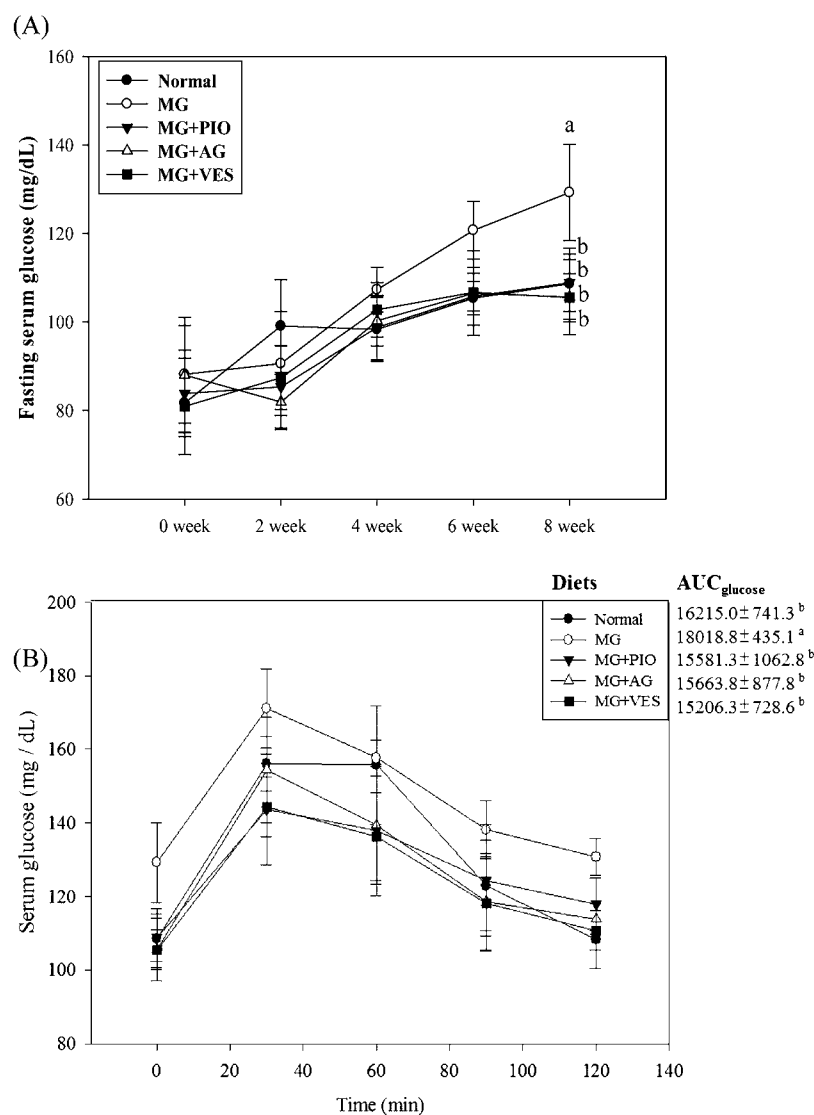 (A)
160
140
120
100
80
60
Fasting serum glucose (mg/dL)
Normal
MG
MG+PIO
MG+AG
MG+VES
a
b
b
b
b
0 week
2 week
4 week
6 week
8 week
(B)
Diets
AUCglucose
Normal
16215.0±741.3 b
MG
18018.8±435.1 a
MG+PIO
15581.3±1062.8 b
MG+AG
15663.8±877.8 b
MG+VES
15206.3±728.6 b
200
180
160
140
120
100
80
Serum glucose (mg / dL)
0
20
40
60
80
100
120
140
Time (min)